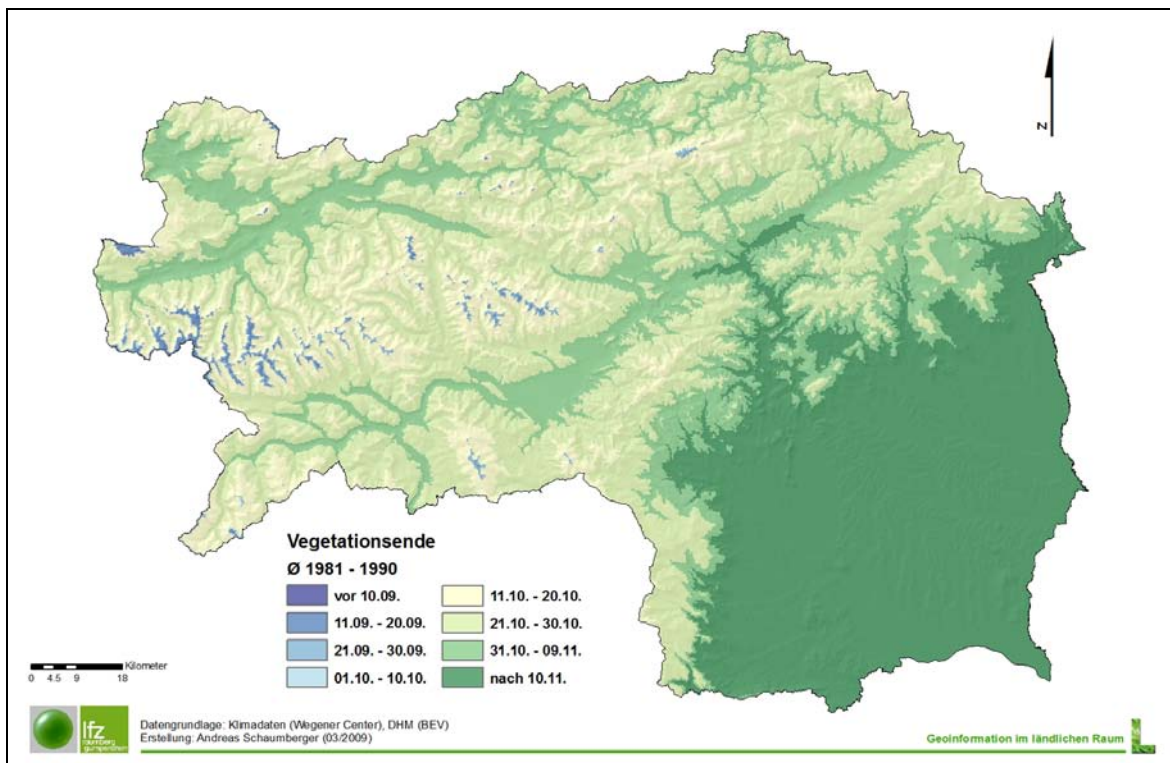 N
Vegetationsende
Ø 1981 - 1990
vor 10.09.
11.09. - 20.09.
21.09. - 30.09.
01.10. - 10.10.
11.10. - 20.10.
21.10. - 30.10.
31.10. - 09.11.
nach 10.11.
Kilometer
0 4.5 9 18
lfz
raumberg
gumpenstein
Datengrundlage: Klimadaten (Wegener Center), DHM (BEV)
Erstellung: Andreas Schaumberger (03/2009)
Geoinformation im ländlichen Raum
L